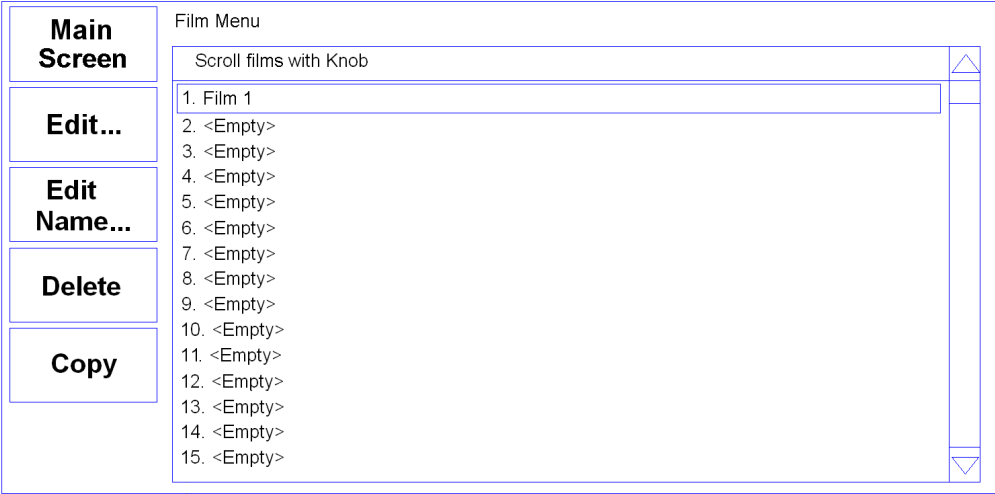 Main
Screen
Edit...
Edit
Name...
Delete
Copy
Film Menu
Scroll films with Knob
1. Film 1
2. <Empty>
3. <Empty>
4. <Empty>
5. <Empty>
6. <Empty>
7. <Empty>
8. <Empty>
9. <Empty>
10. <Empty>
11. <Empty>
12. <Empty>
13. <Empty>
14. <Empty>
15. <Empty>